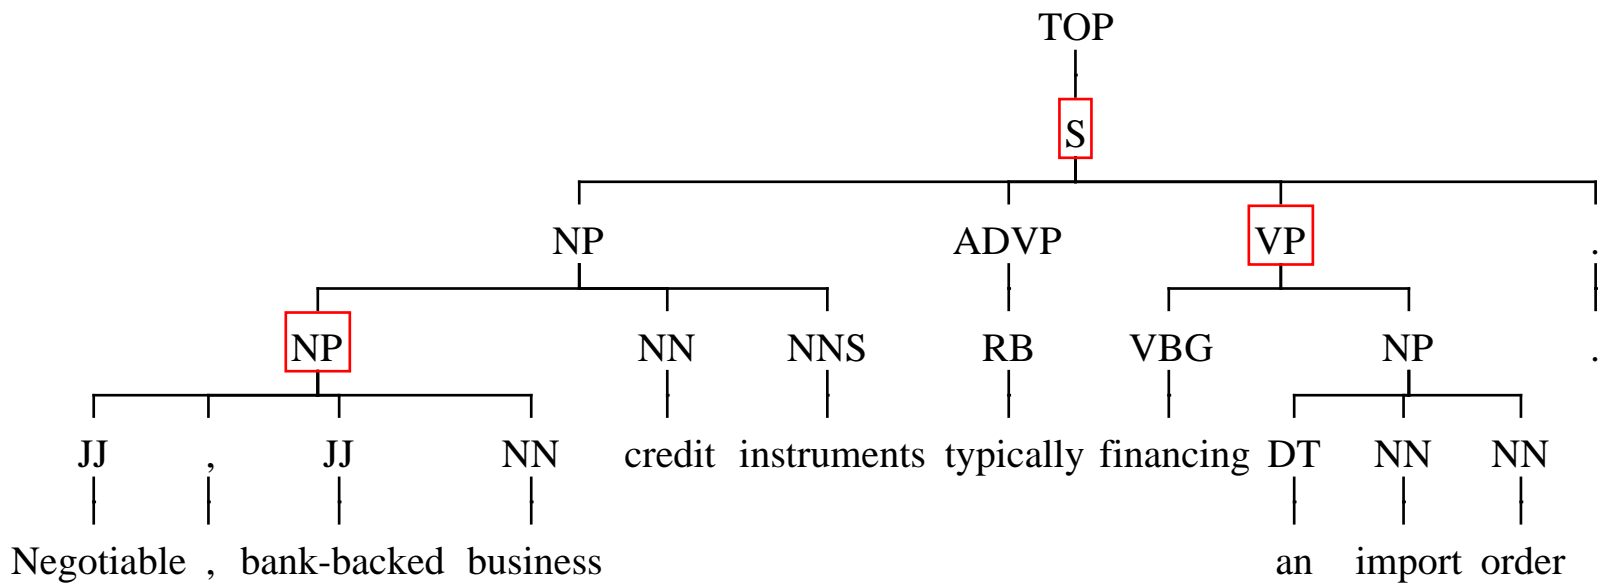 TOP
S
NP ADVP VP .
NP NN NNS RB VBG NP .
JJ , JJ NN credit instruments typically financing DT NN NN
Negotiable , bank-backed business an import order